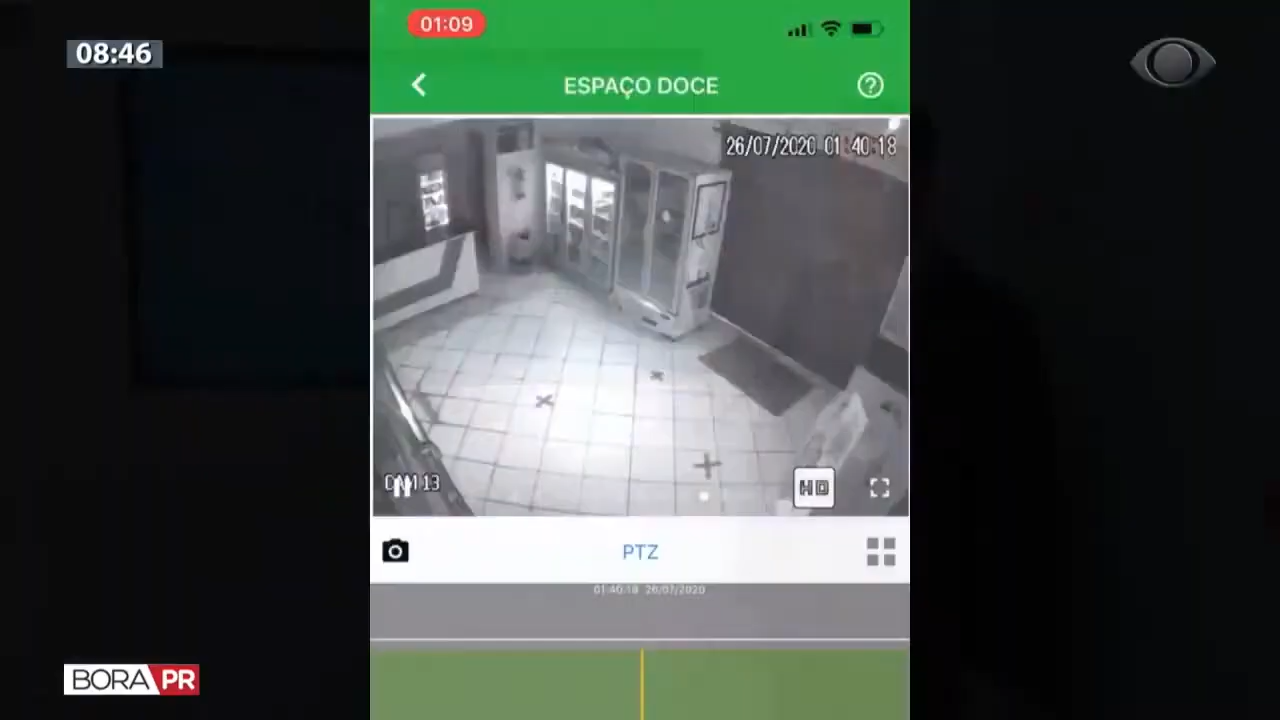 08:46
01:09
ESPAÇO DOCE
26/07/2020 01:40:18
CAM 13
HD
PTZ
01:40:18 26/07/2020
BORA PR